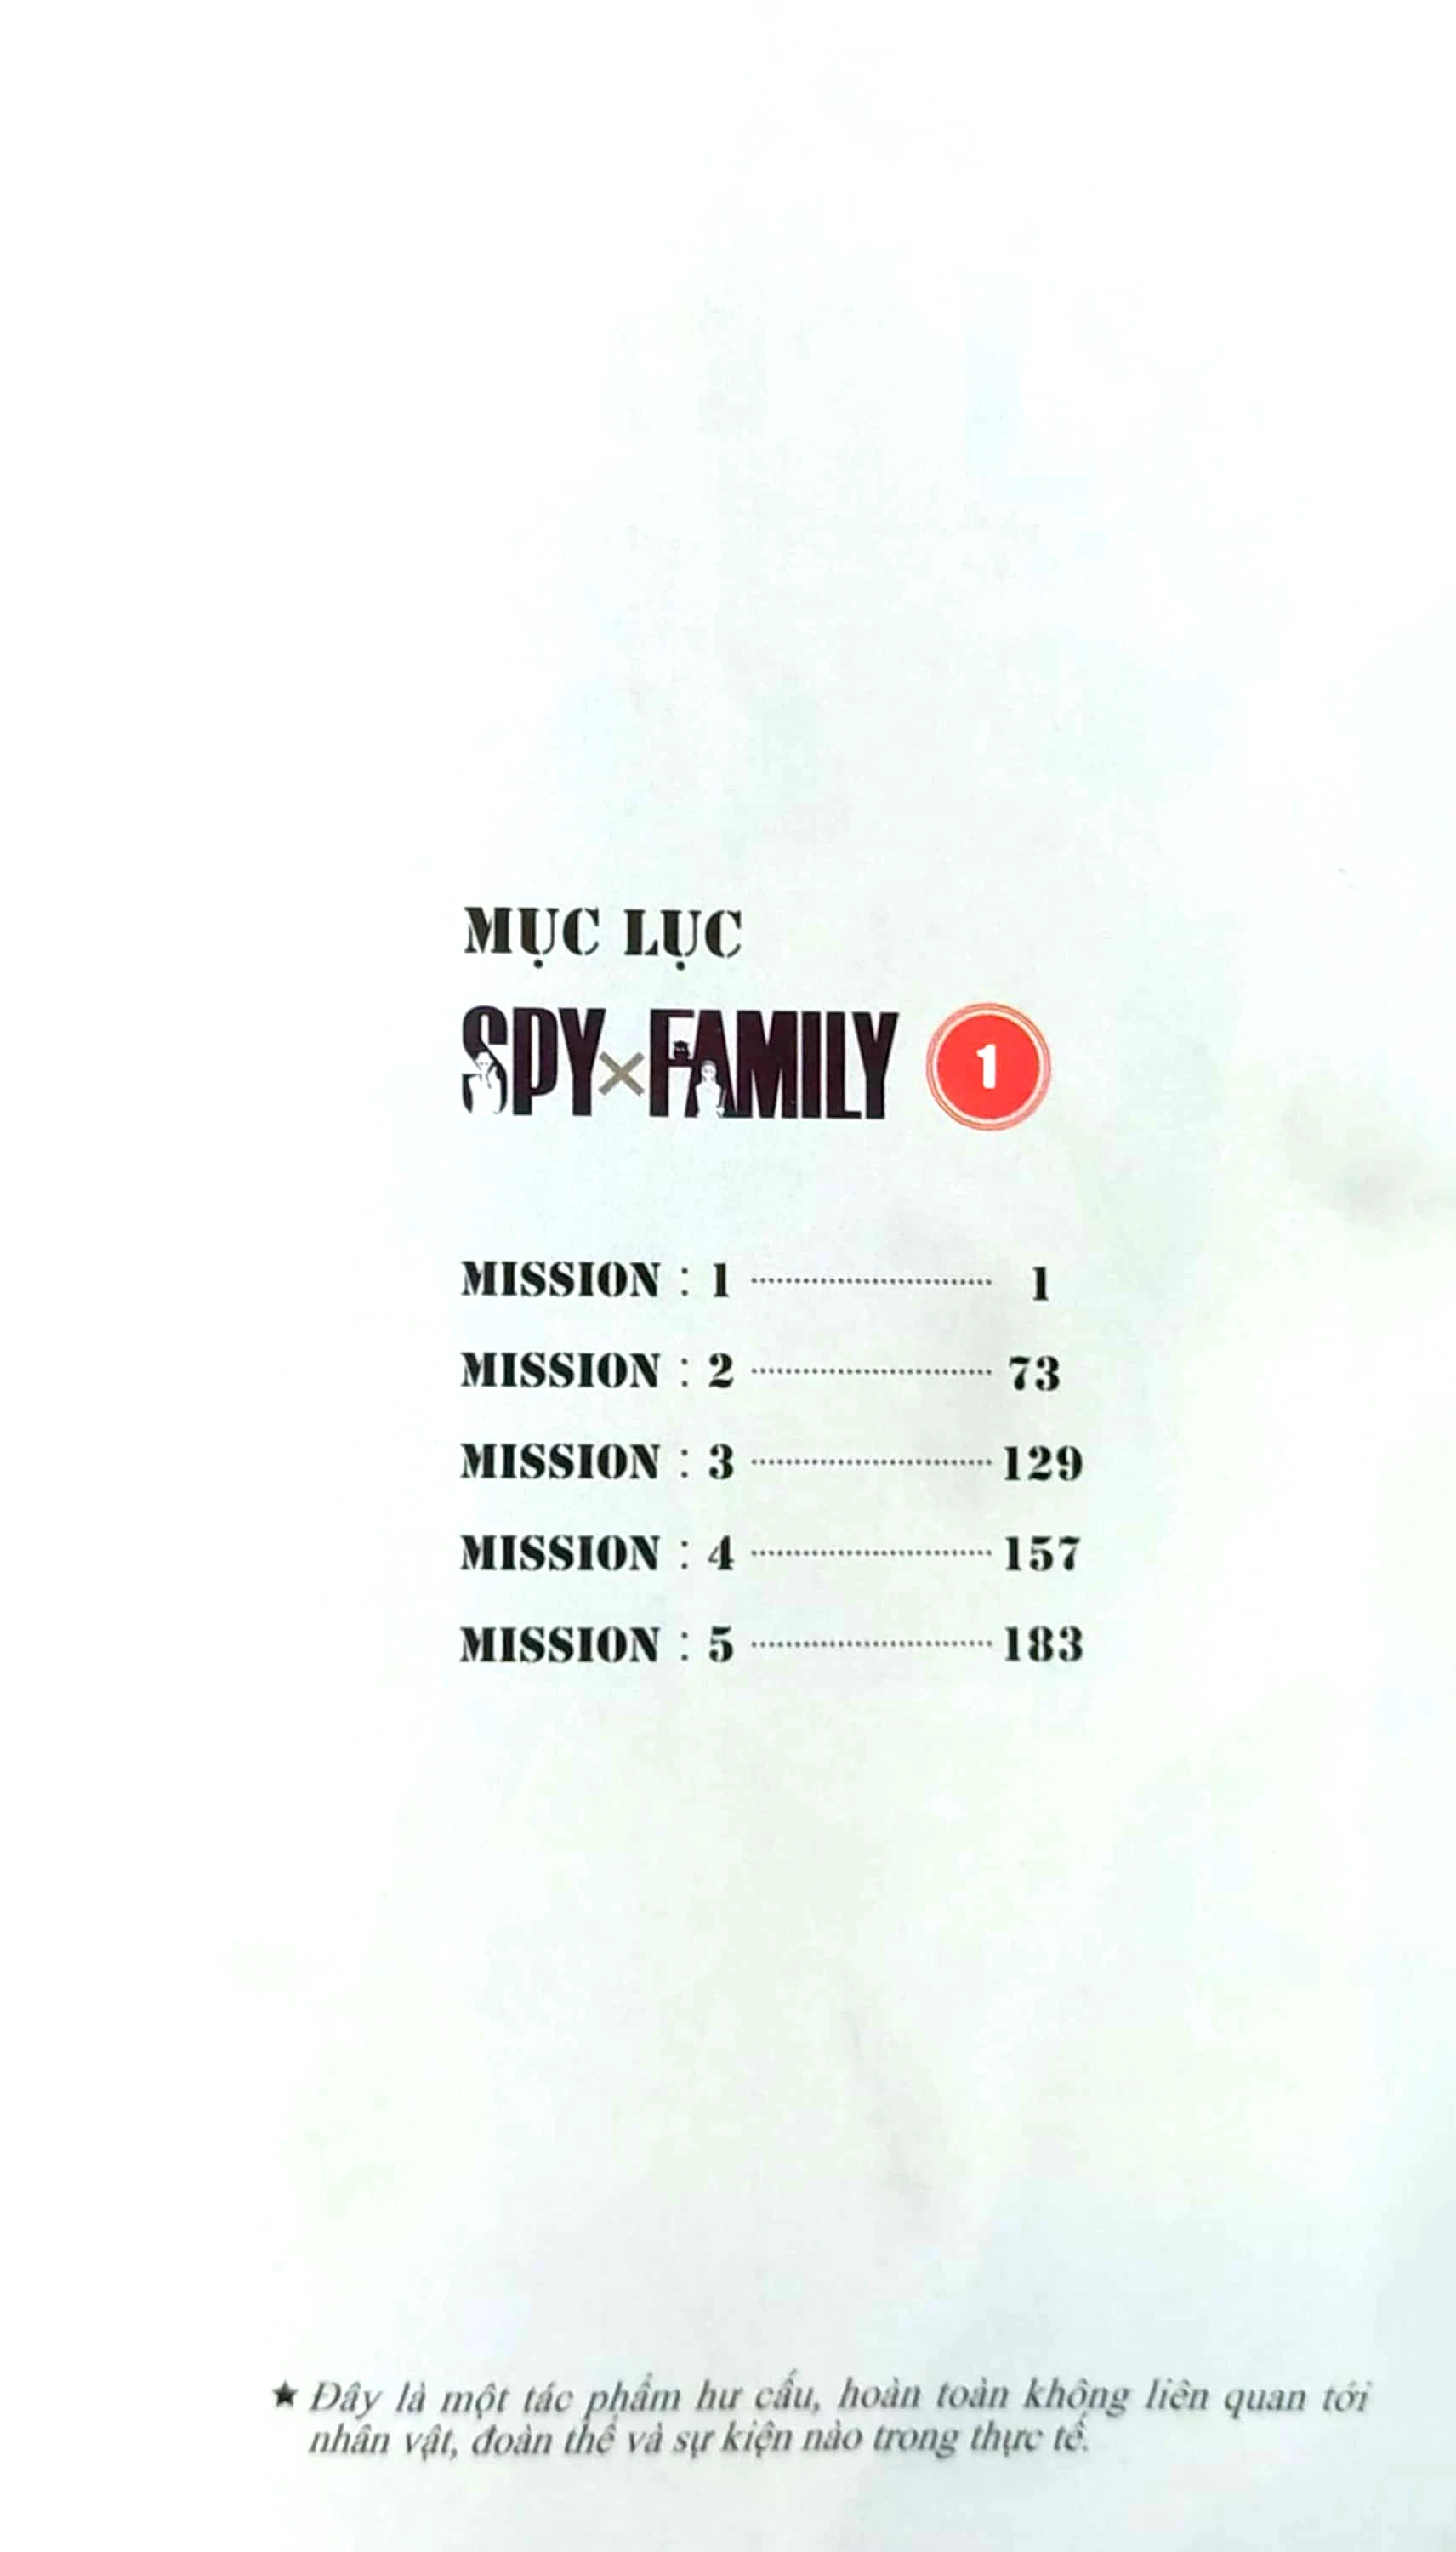 MỤC LỤC
SPY×FAMILY 1
MISSION : 1 ............................ 1
MISSION : 2 ............................ 73
MISSION : 3 ............................ 129
MISSION : 4 ............................ 157
MISSION : 5 ............................ 183
★ Đây là một tác phẩm hư cấu, hoàn toàn không liên quan tới
nhân vật, đoàn thể và sự kiện nào trong thực tế.